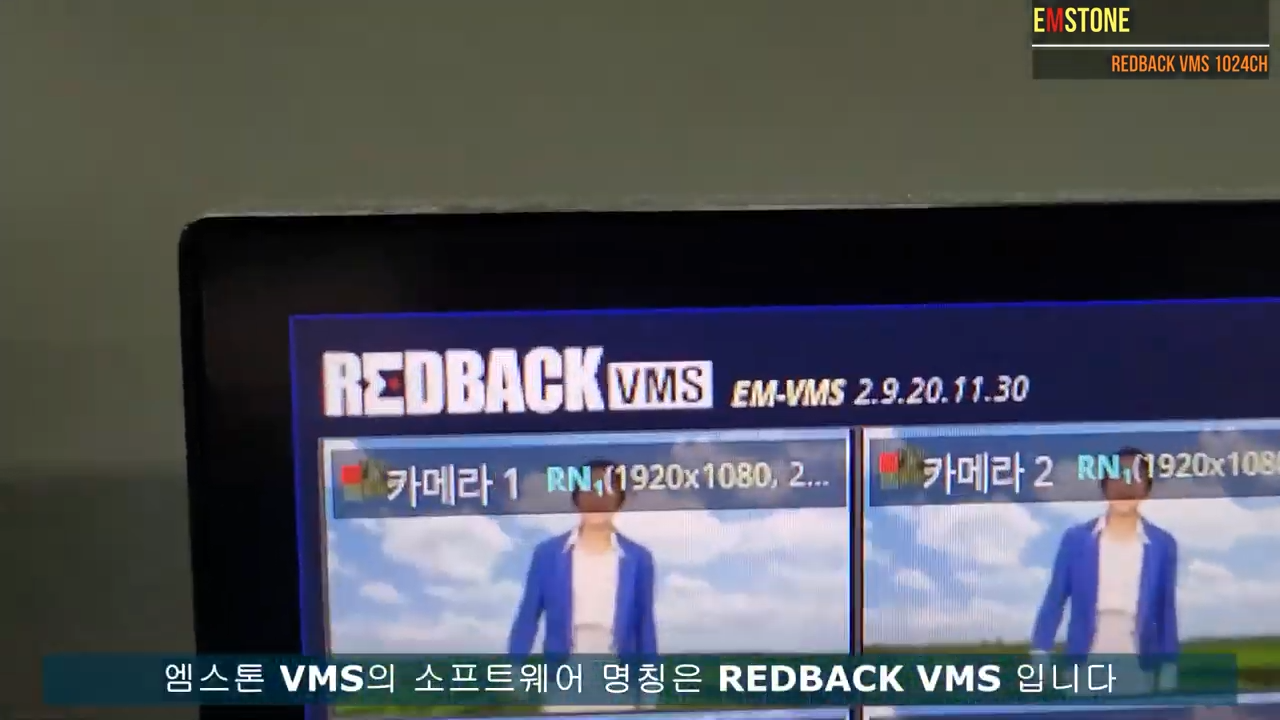 EMSTONE
REDBACK VMS 1024CH
REDBACK VMS EM-VMS 2.9.20.11.30
카메라 1 RN1(1920x1080, 2...
카메라 2 RN1(1920x108
엠스톤 VMS의 소프트웨어 명칭은 REDBACK VMS 입니다